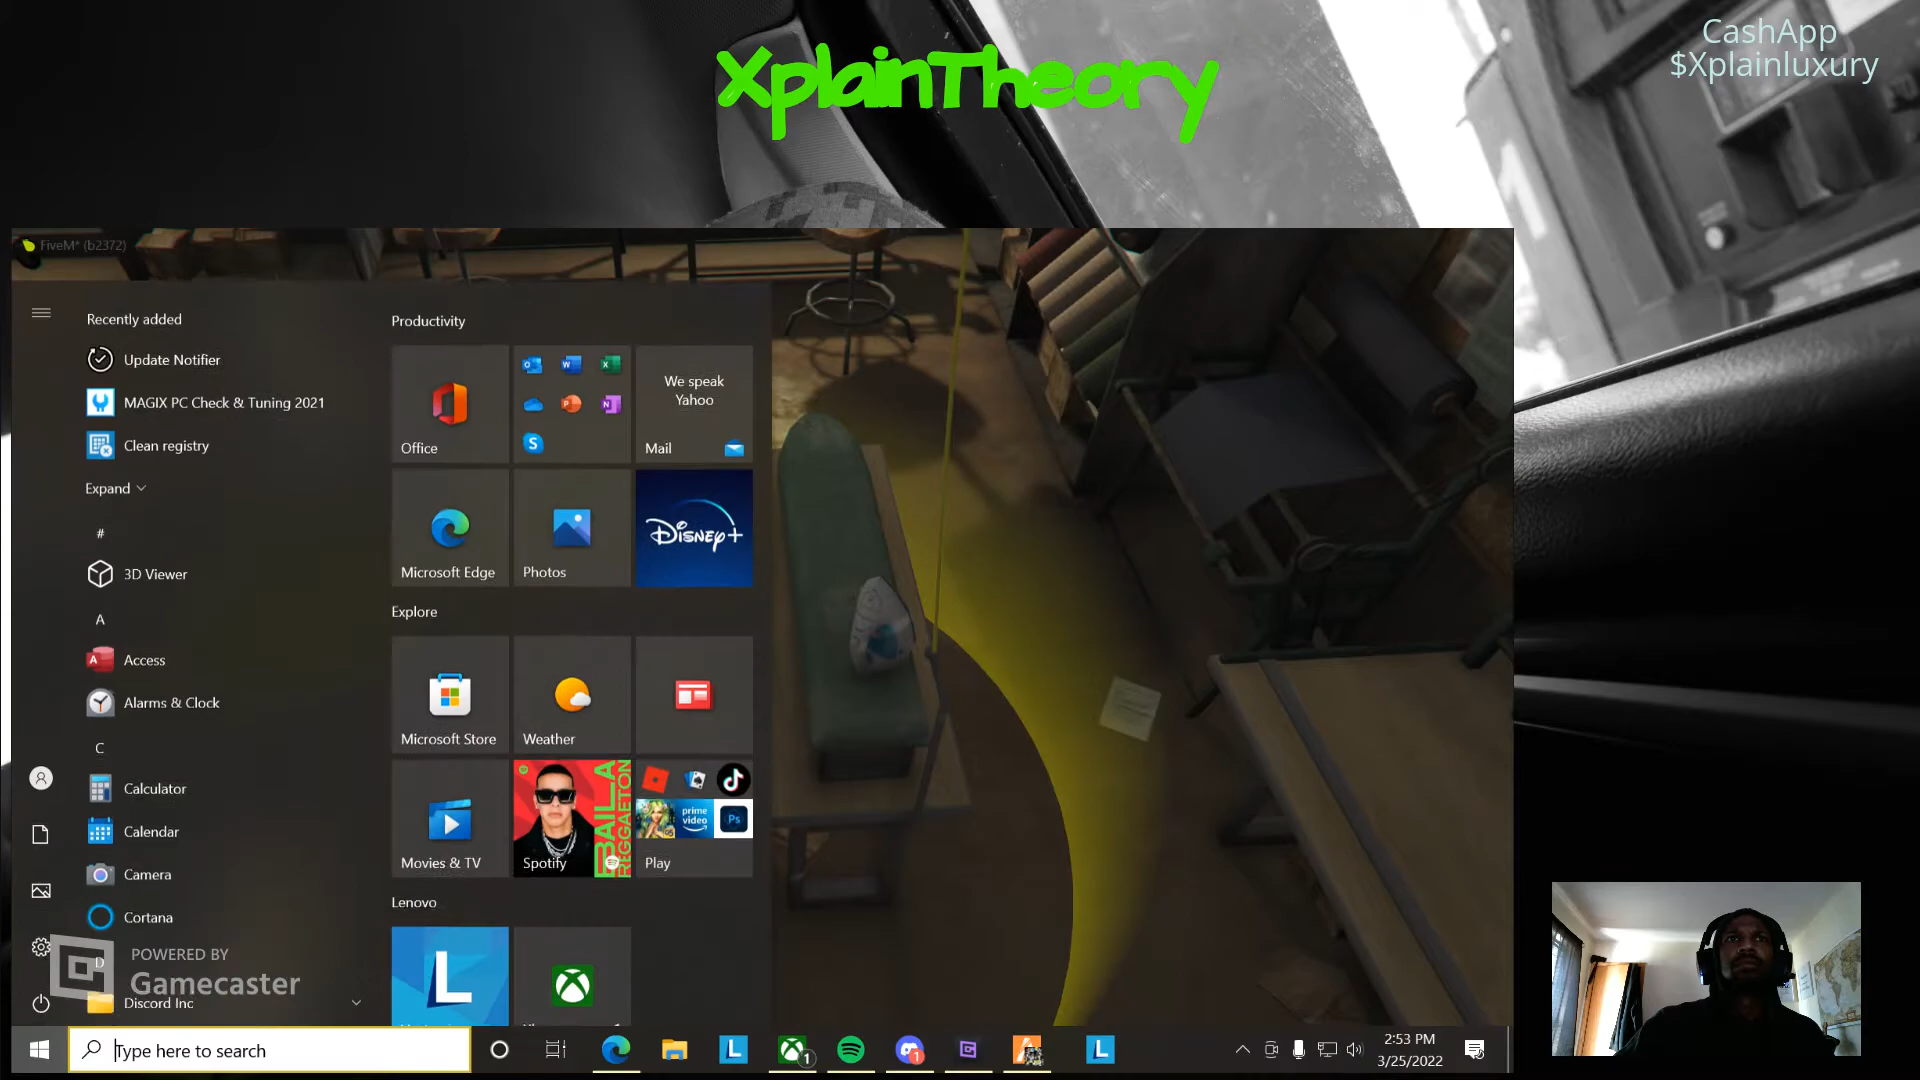 CashApp
$Xplainluxury
XplainTheory
FiveM* (b2372)
Recently added
Update Notifier
MAGIX PC Check & Tuning 2021
Clean registry
Expand
#
3D Viewer
A
Access
Alarms & Clock
C
Calculator
Calendar
Camera
Cortana
D
Discord Inc
POWERED BY
Gamecaster
Productivity
Office
We speak
Yahoo
Mail
Microsoft Edge
Photos
Disney+
Explore
Microsoft Store
Weather
Movies & TV
Spotify
BAILA
REGGAETON
prime
video
Ps
Play
Lenovo
L
Type here to search
2:53 PM
3/25/2022